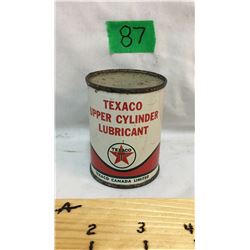 87
TEXACO
UPPER CYLINDER
LUBRICANT
TEXACO
TEXACO CANADA LIMITED
2 3 4